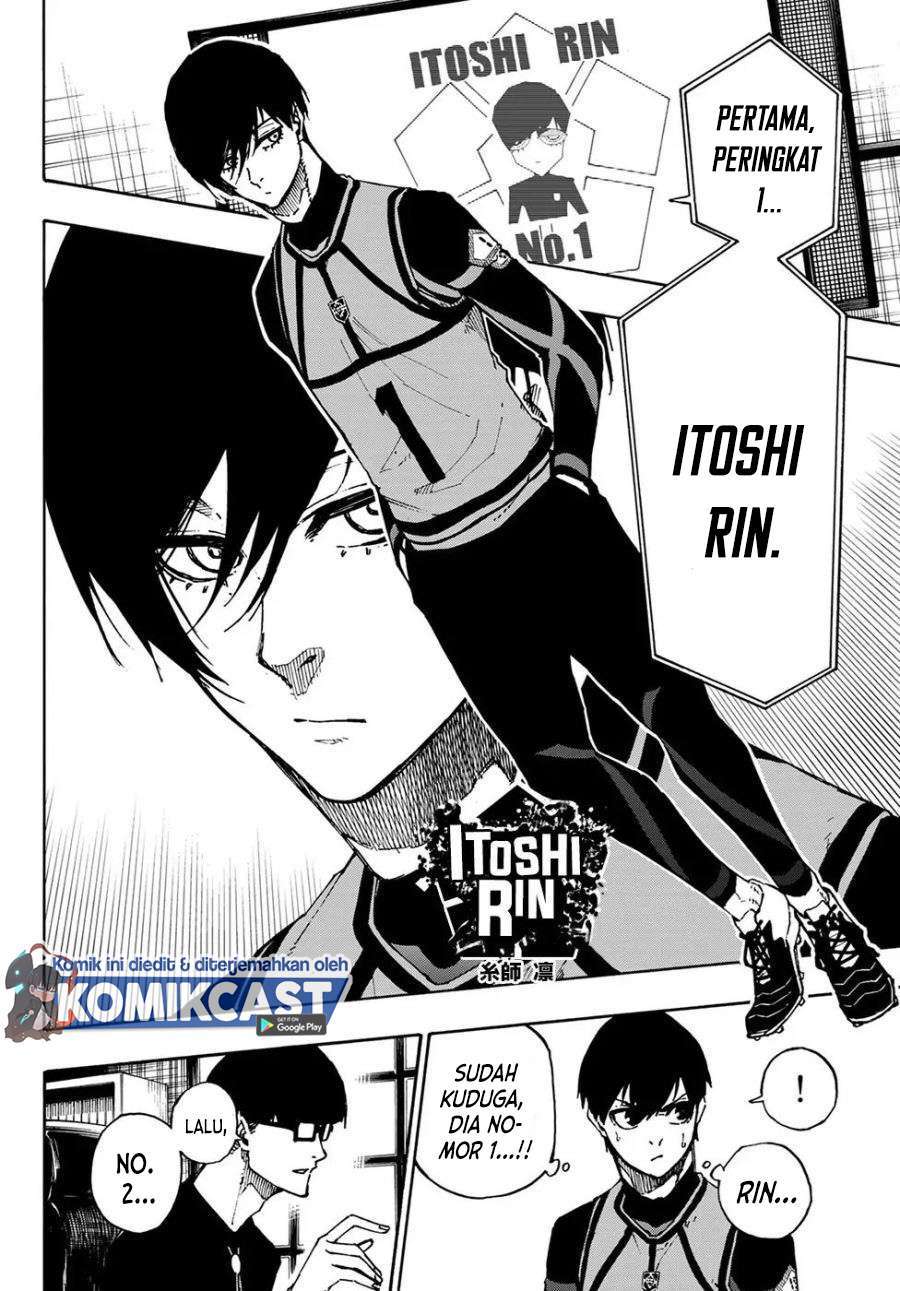 ITOSHI RIN
No.1
PERTAMA,
PERINGKAT
1...
ITOSHI
RIN.
1
ITOSHI
RIN
糸師 凛
Komik ini diedit & diterjemahkan oleh
KOMIKCAST
GET IT ON
Google Play
!
RIN...
SUDAH
KUDUGA,
DIA NO-
MOR 1...!!
LALU,
NO.
2...